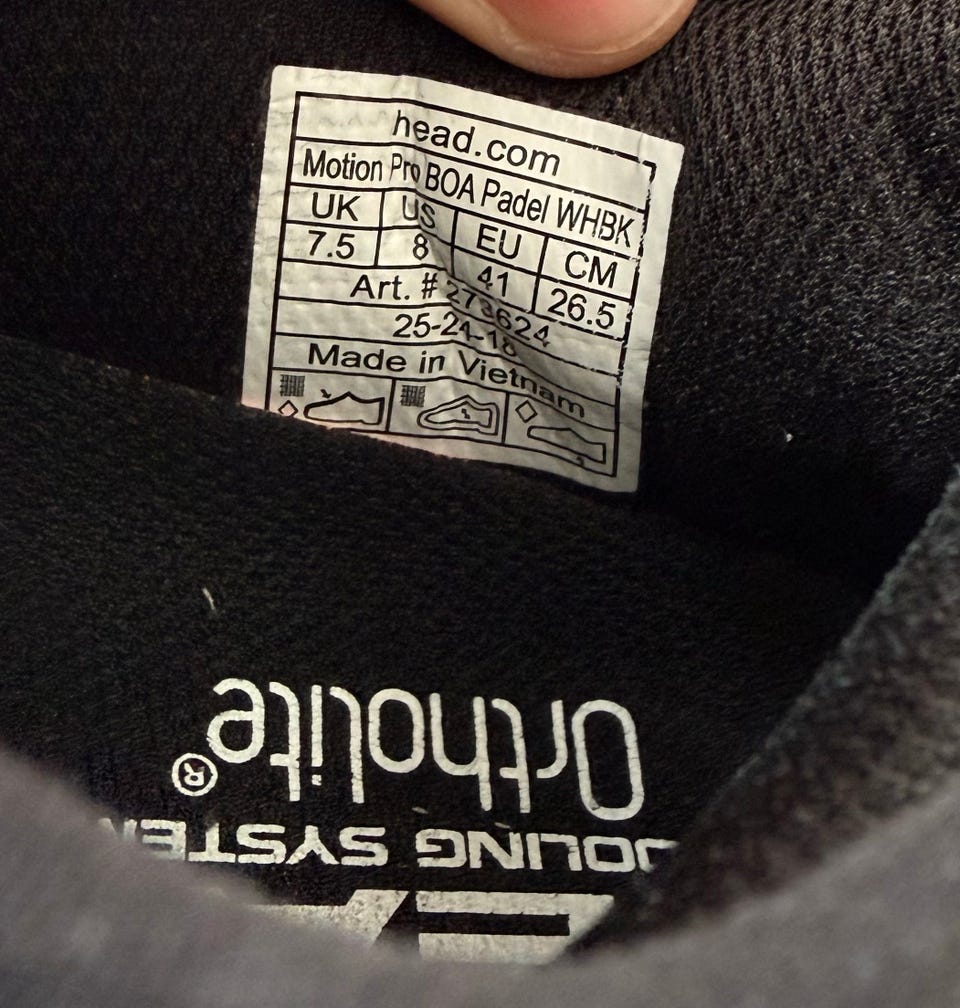 head.com
Motion Pro BOA Padel WHBK
UK US EU CM
7.5 8 41 26.5
Art. # 273624
25-24-18
Made in Vietnam
Ortholite®
OOLING SYSTEM